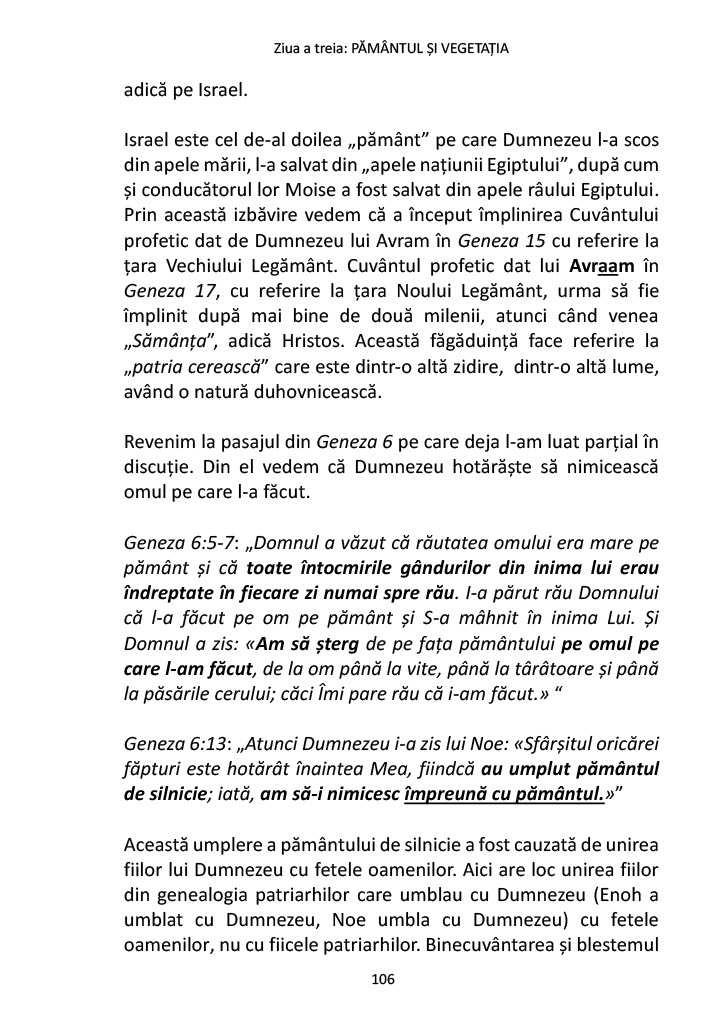 Ziua a treia: PĂMÂNTUL ȘI VEGETAȚIA
adică pe Israel.
Israel este cel de-al doilea „pământ” pe care Dumnezeu l-a scos
din apele mării, l-a salvat din „apele națiunii Egiptului”, după cum
și conducătorul lor Moise a fost salvat din apele râului Egiptului.
Prin această izbăvire vedem că a început împlinirea Cuvântului
profetic dat de Dumnezeu lui Avram în Geneza 15 cu referire la
țara Vechiului Legământ. Cuvântul profetic dat lui Avraam în
Geneza 17, cu referire la țara Noului Legământ, urma să fie
împlinit după mai bine de două milenii, atunci când venea
„Sămânța”, adică Hristos. Această făgăduință face referire la
„patria cerească” care este dintr-o altă zidire,  dintr-o altă lume,
având o natură duhovnicească.
Revenim la pasajul din Geneza 6 pe care deja l-am luat parțial în
discuție. Din el vedem că Dumnezeu hotărăște să nimicească
omul pe care l-a făcut.
Geneza 6:5-7: „Domnul a văzut că răutatea omului era mare pe
pământ și că toate întocmirile gândurilor din inima lui erau
îndreptate în fiecare zi numai spre rău. I-a părut rău Domnului
că l-a făcut pe om pe pământ și S-a mâhnit în inima Lui. Și
Domnul a zis: «Am să șterg de pe fața pământului pe omul pe
care l-am făcut, de la om până la vite, până la târâtoare și până
la păsările cerului; căci Îmi pare rău că i-am făcut.» “
Geneza 6:13: „Atunci Dumnezeu i-a zis lui Noe: «Sfârșitul oricărei
făpturi este hotărât înaintea Mea, fiindcă au umplut pământul
de silnicie; iată, am să-i nimicesc împreună cu pământul.»”
Această umplere a pământului de silnicie a fost cauzată de unirea
fiilor lui Dumnezeu cu fetele oamenilor. Aici are loc unirea fiilor
din genealogia patriarhilor care umblau cu Dumnezeu (Enoh a
umblat cu Dumnezeu, Noe umbla cu Dumnezeu) cu fetele
oamenilor, nu cu fiicele patriarhilor. Binecuvântarea și blestemul
106